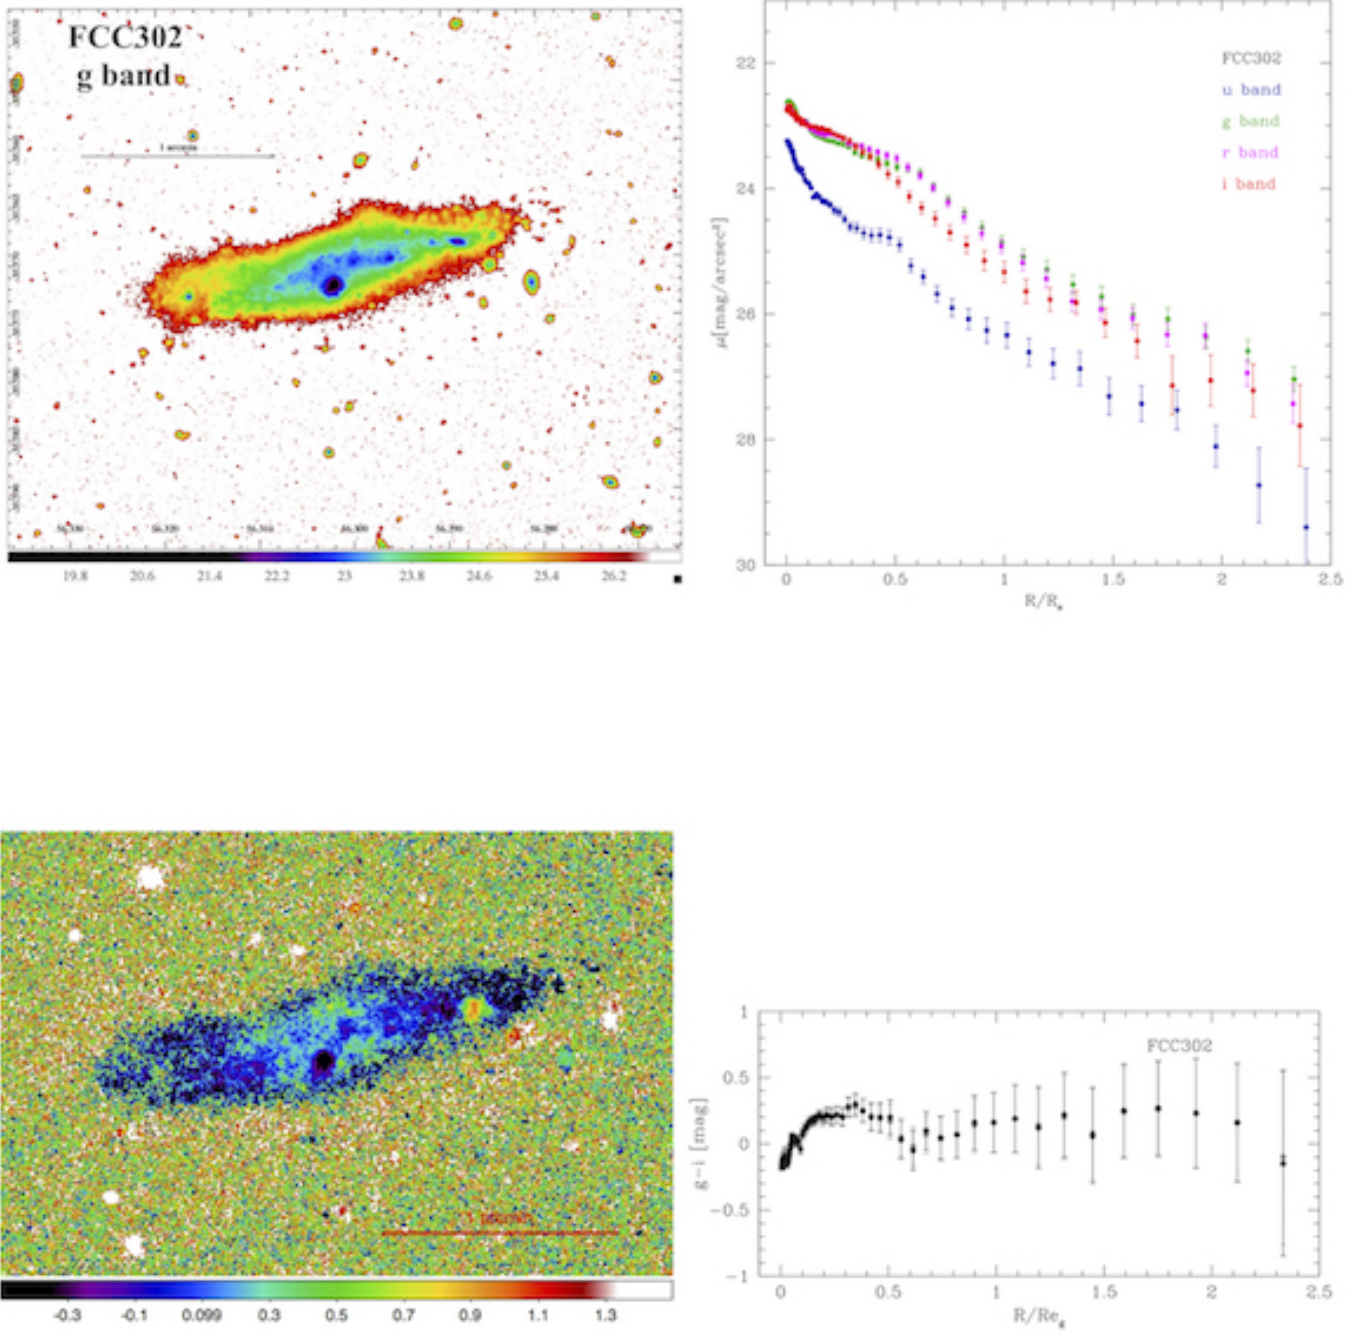 FCC302
g band
1 arcmin
19.8 20.6 21.4 22.2 23 23.8 24.6 25.4 26.2
22
24
26
28
30
μ[mag/arcsec²]
FCC302
u band
g band
r band
i band
0 0.5 1 1.5 2 2.5
R/Rₑ
-0.3 -0.1 0.099 0.3 0.5 0.7 0.9 1.1 1.3
1
0.5
0
−0.5
−1
g−i [mag]
FCC302
0 0.5 1 1.5 2 2.5
R/Re_g